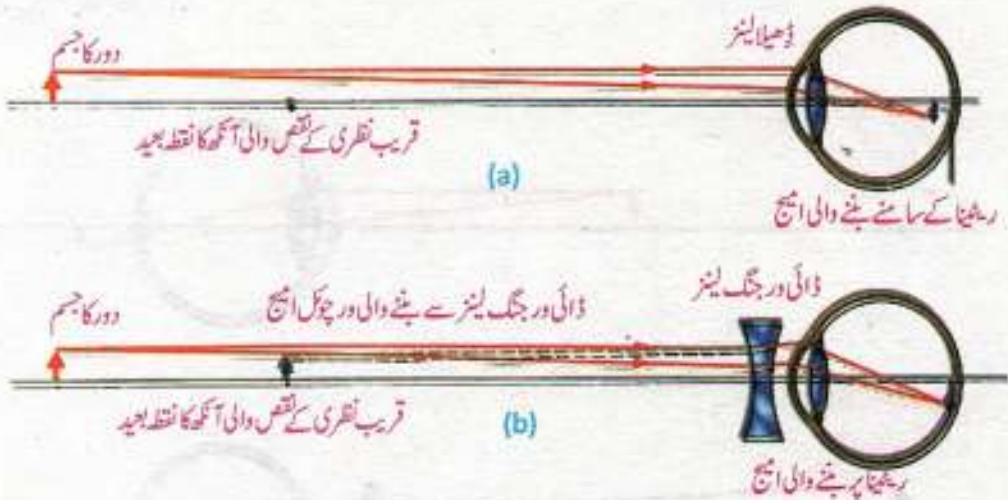 ڈھیلا لینز
دور کا جسم
قریب نظری کے نقص والی آنکھ کا نقطہ بعید
(a)
ریٹینا کے سامنے بننے والی امیج
ڈائی ورجنگ لینز
ڈائی ورجنگ لینز سے بننے والی ورچوئل امیج
دور کا جسم
قریب نظری کے نقص والی آنکھ کا نقطہ بعید
(b)
ریٹینا پر بننے والی امیج